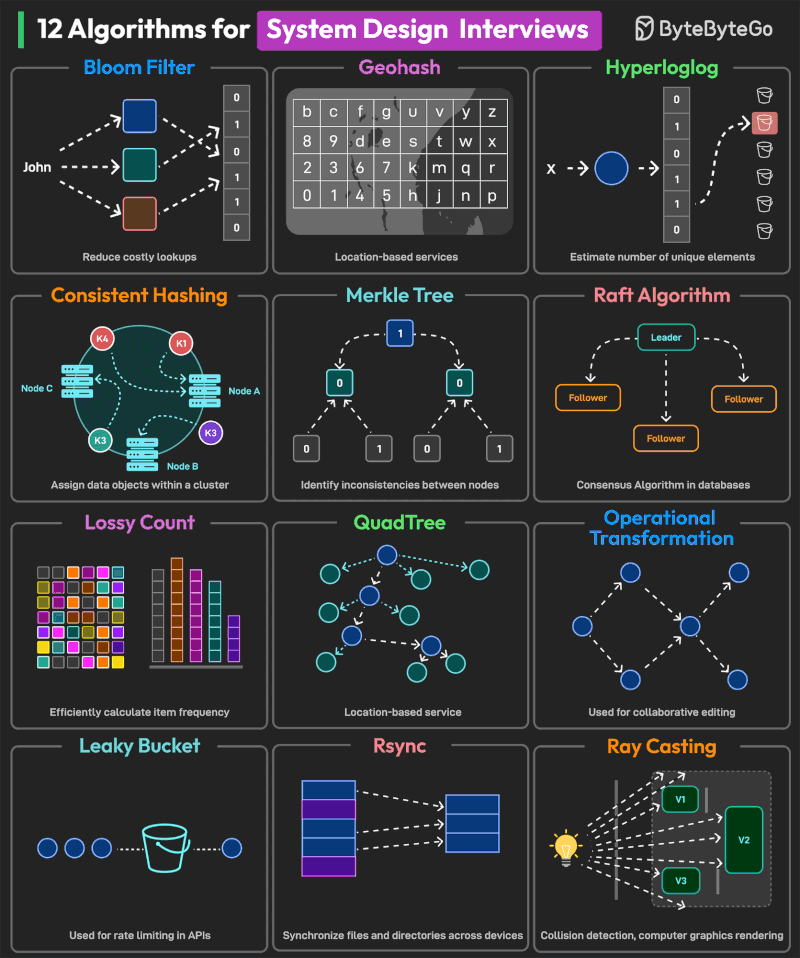 12 Algorithms for System Design Interviews
ByteByteGo
Bloom Filter
John
0
1
0
1
1
0
Reduce costly lookups
Geohash
b c f g u v y z
8 9 d e s t w x
2 3 6 7 k m q r
0 1 4 5 h j n p
Location-based services
Hyperloglog
x
0
1
0
1
1
0
Estimate number of unique elements
Consistent Hashing
K4
K1
Node C
Node A
K3
K3
Node B
Assign data objects within a cluster
Merkle Tree
1
0 0
0 1 0 1
Identify inconsistencies between nodes
Raft Algorithm
Leader
Follower
Follower
Follower
Consensus Algorithm in databases
Lossy Count
Efficiently calculate item frequency
QuadTree
Location-based service
Operational
Transformation
Used for collaborative editing
Leaky Bucket
Used for rate limiting in APIs
Rsync
Synchronize files and directories across devices
Ray Casting
V1
V2
V3
Collision detection, computer graphics rendering